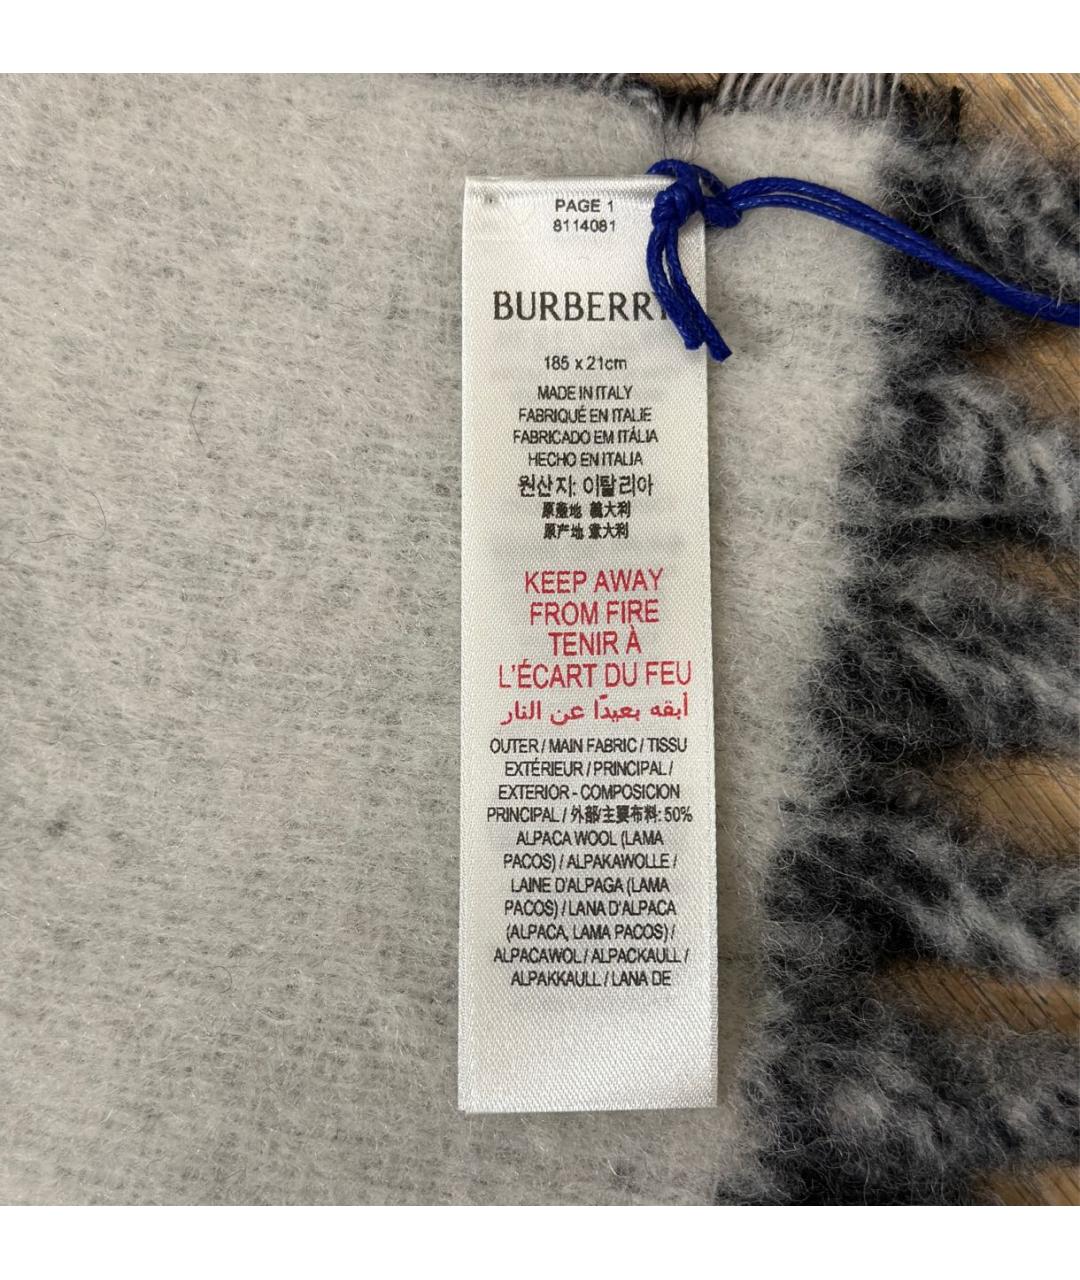 PAGE 1
8114081
BURBERRY
185 x 21cm
MADE IN ITALY
FABRIQUÉ EN ITALIE
FABRICADO EM ITÁLIA
HECHO EN ITALIA
원산지: 이탈리아
原產地 義大利
原产地 意大利
KEEP AWAY
FROM FIRE
TENIR À
L'ÉCART DU FEU
أبقه بعيدًا عن النار
OUTER / MAIN FABRIC / TISSU
EXTÉRIEUR / PRINCIPAL /
EXTERIOR - COMPOSICION
PRINCIPAL / 外部/主要布料: 50%
ALPACA WOOL (LAMA
PACOS) / ALPAKAWOLLE /
LAINE D'ALPAGA (LAMA
PACOS) / LANA D'ALPACA
(ALPACA, LAMA PACOS) /
ALPACAWOL / ALPACKAULL /
ALPAKKAULL / LANA DE